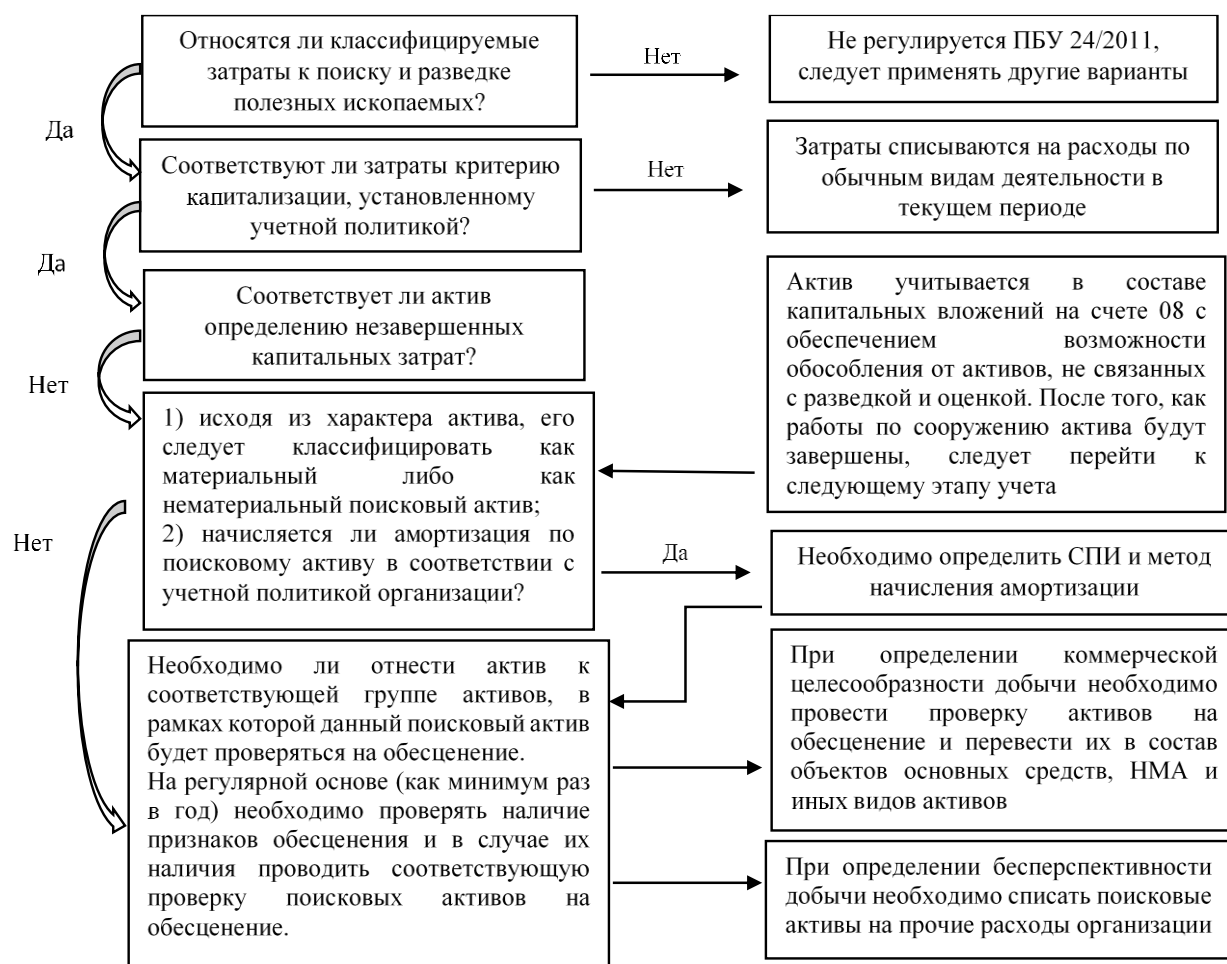 Относятся ли классифицируемые
затраты к поиску и разведке
полезных ископаемых?
Нет
Не регулируется ПБУ 24/2011,
следует применять другие варианты
Да
Соответствуют ли затраты критерию
капитализации, установленному
учетной политикой?
Нет
Затраты списываются на расходы по
обычным видам деятельности в
текущем периоде
Да
Соответствует ли актив
определению незавершенных
капитальных затрат?
Актив учитывается в составе
капитальных вложений на счете 08 с
обеспечением возможности
обособления от активов, не связанных
с разведкой и оценкой. После того, как
работы по сооружению актива будут
завершены, следует перейти к
следующему этапу учета
Нет
1) исходя из характера актива, его
следует классифицировать как
материальный либо как
нематериальный поисковый актив;
2) начисляется ли амортизация по
поисковому активу в соответствии с
учетной политикой организации?
Нет
Да
Необходимо определить СПИ и метод
начисления амортизации
Необходимо ли отнести актив к
соответствующей группе активов, в
рамках которой данный поисковый актив
будет проверяться на обесценение.
На регулярной основе (как минимум раз
в год) необходимо проверять наличие
признаков обесценения и в случае их
наличия проводить соответствующую
проверку поисковых активов на
обесценение.
При определении коммерческой
целесообразности добычи необходимо
провести проверку активов на
обесценение и перевести их в состав
объектов основных средств, НМА и
иных видов активов
При определении бесперспективности
добычи необходимо списать поисковые
активы на прочие расходы организации